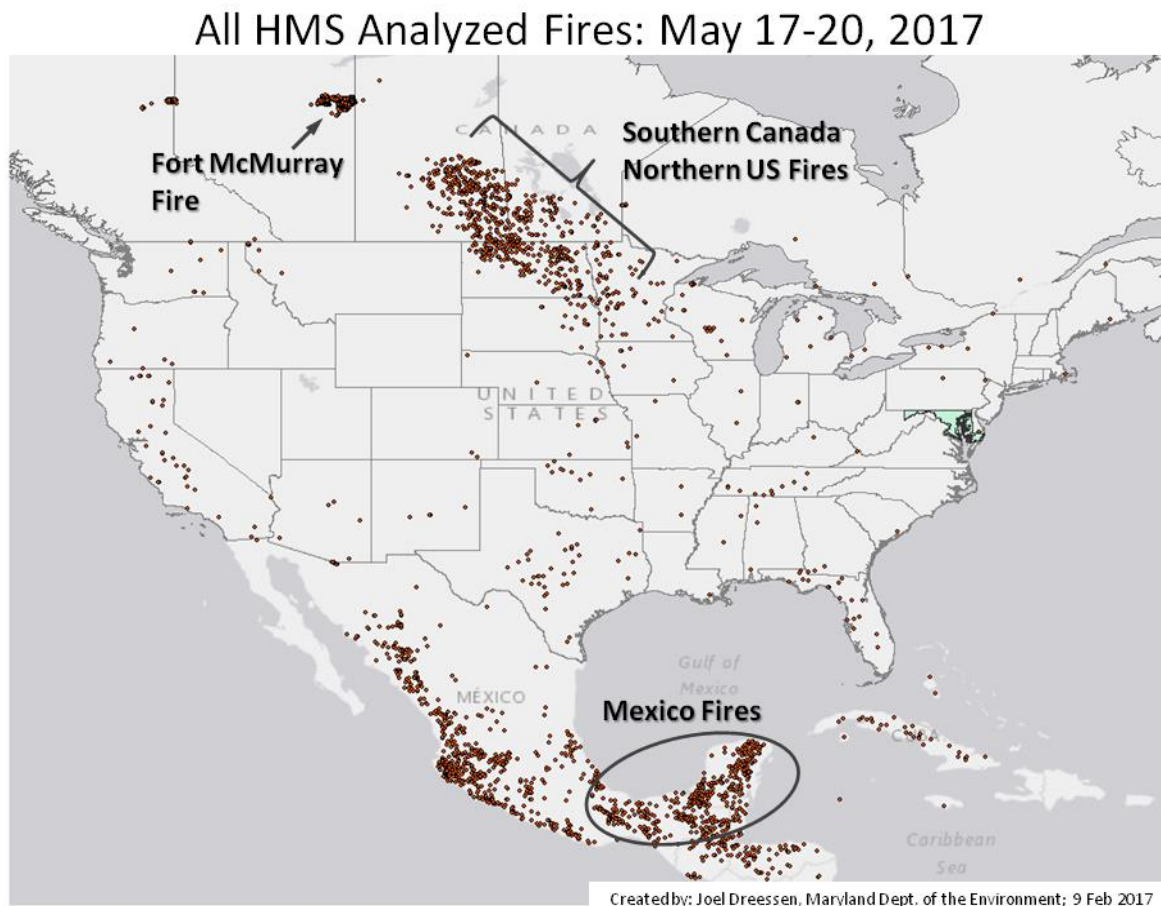 All HMS Analyzed Fires: May 17-20, 2017
CANADA
Southern Canada
Northern US Fires
Fort McMurray
Fire
UNITED
STATES
Gulf of
Mexico
MÉXICO
Mexico Fires
CUBA
Caribbean
Sea
Created by: Joel Dreessen, Maryland Dept. of the Environment; 9 Feb 2017